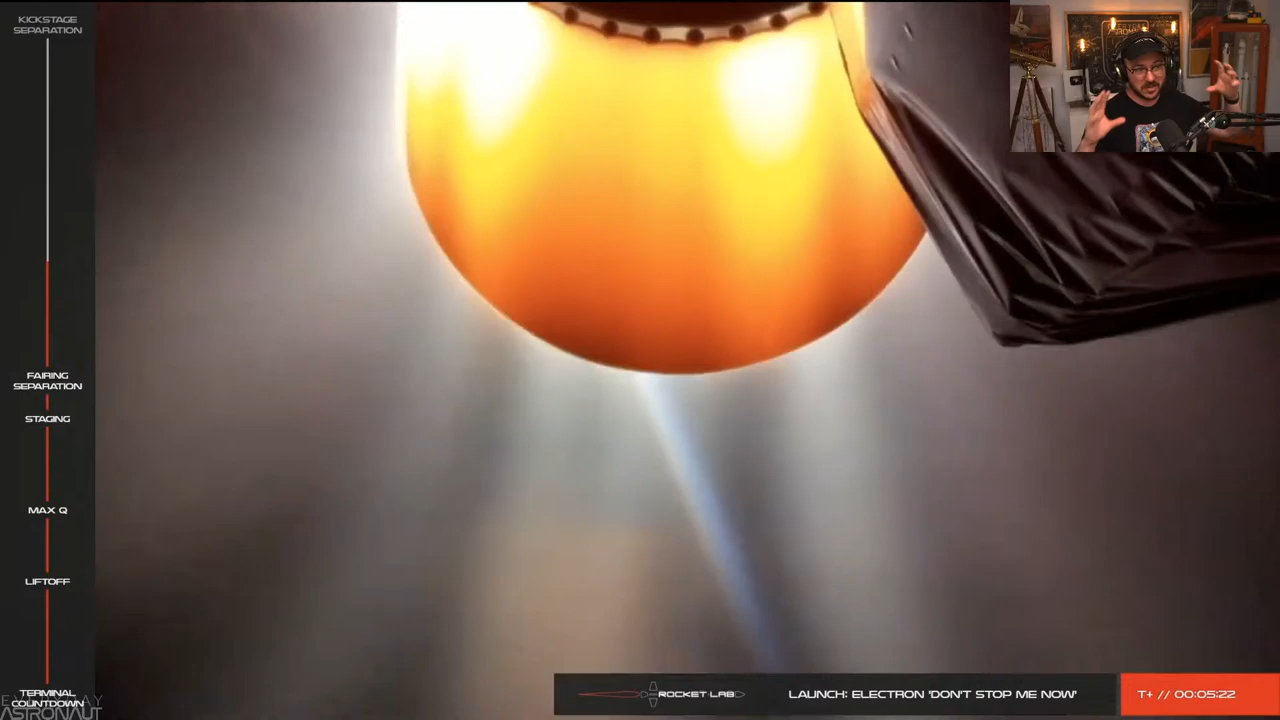 KICKSTAGE
SEPARATION
FAIRING
SEPARATION
STAGING
MAX Q
LIFTOFF
TERMINAL
COUNTDOWN
EVERYDAY
ASTRONAUT
ROCKET LAB
LAUNCH: ELECTRON 'DON'T STOP ME NOW'
T+ // 00:05:22